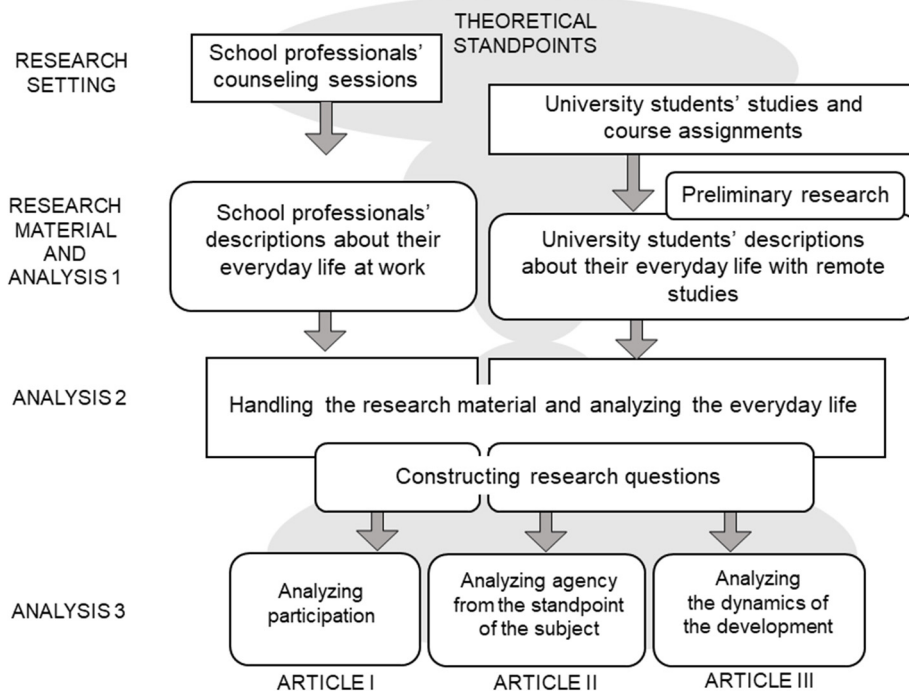 THEORETICAL
STANDPOINTS
RESEARCH
SETTING
School professionals’
counseling sessions
University students’ studies and
course assignments
Preliminary research
RESEARCH
MATERIAL
AND
ANALYSIS 1
School professionals’
descriptions about their
everyday life at work
University students’ descriptions
about their everyday life with remote
studies
ANALYSIS 2
Handling the research material and analyzing the everyday life
Constructing research questions
ANALYSIS 3
Analyzing
participation
Analyzing agency
from the standpoint
of the subject
Analyzing
the dynamics of
the development
ARTICLE I
ARTICLE II
ARTICLE III